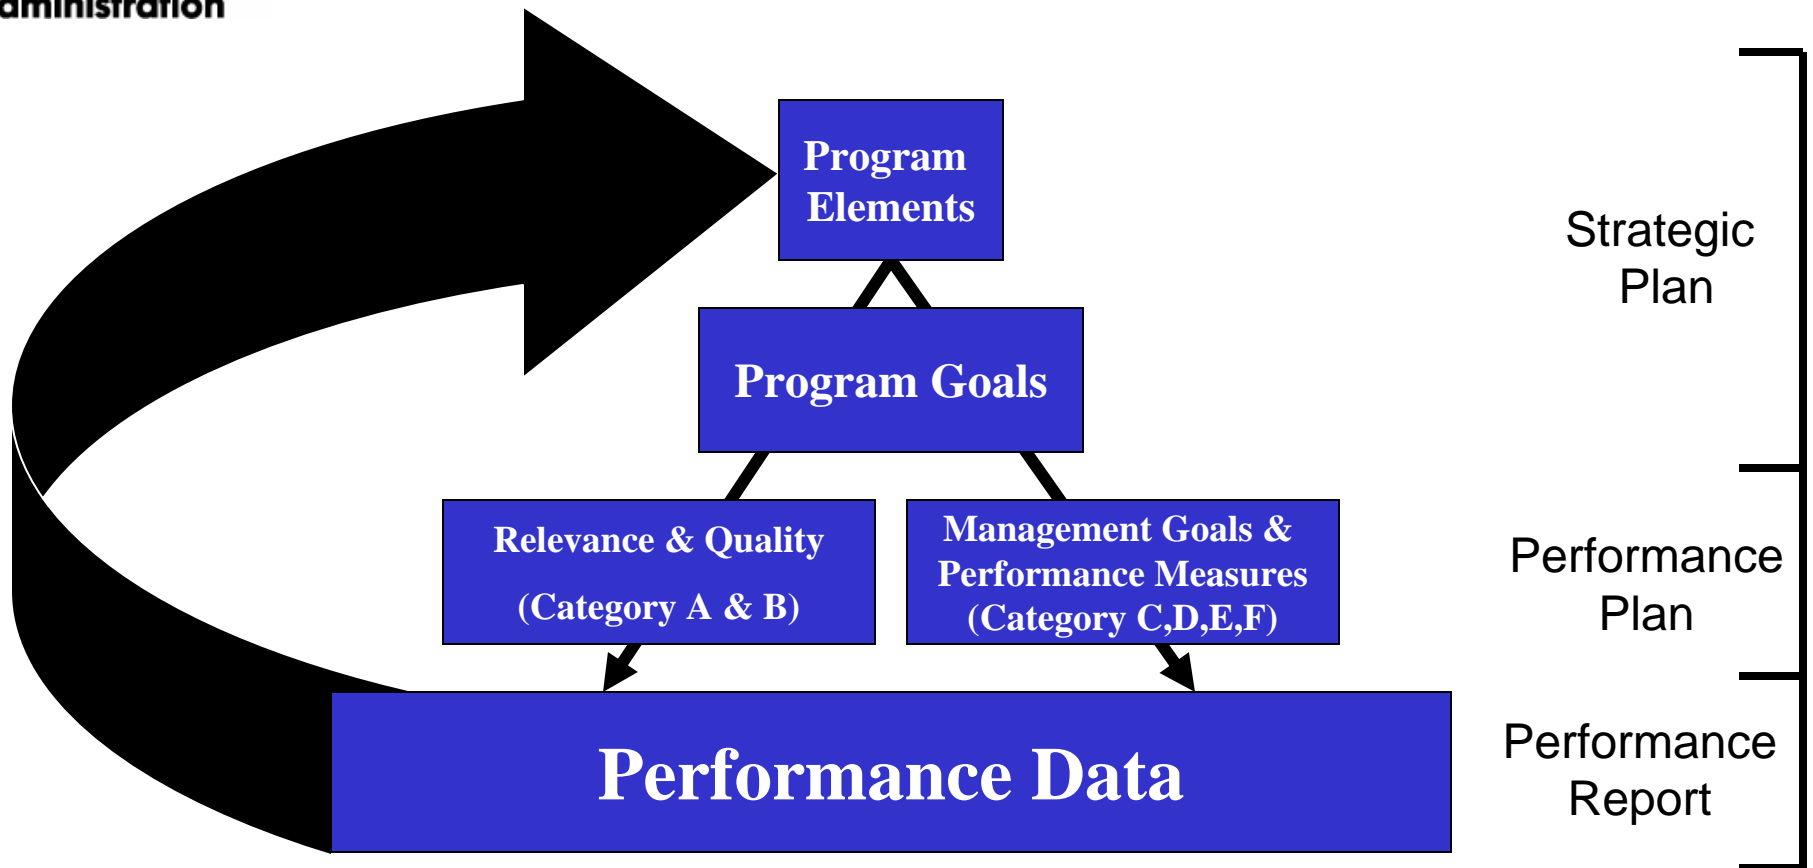 aministration
Program
Elements
Strategic
Plan
Program Goals
Relevance & Quality
(Category A & B)
Management Goals &
Performance Measures
(Category C,D,E,F)
Performance
Plan
Performance Data
Performance
Report